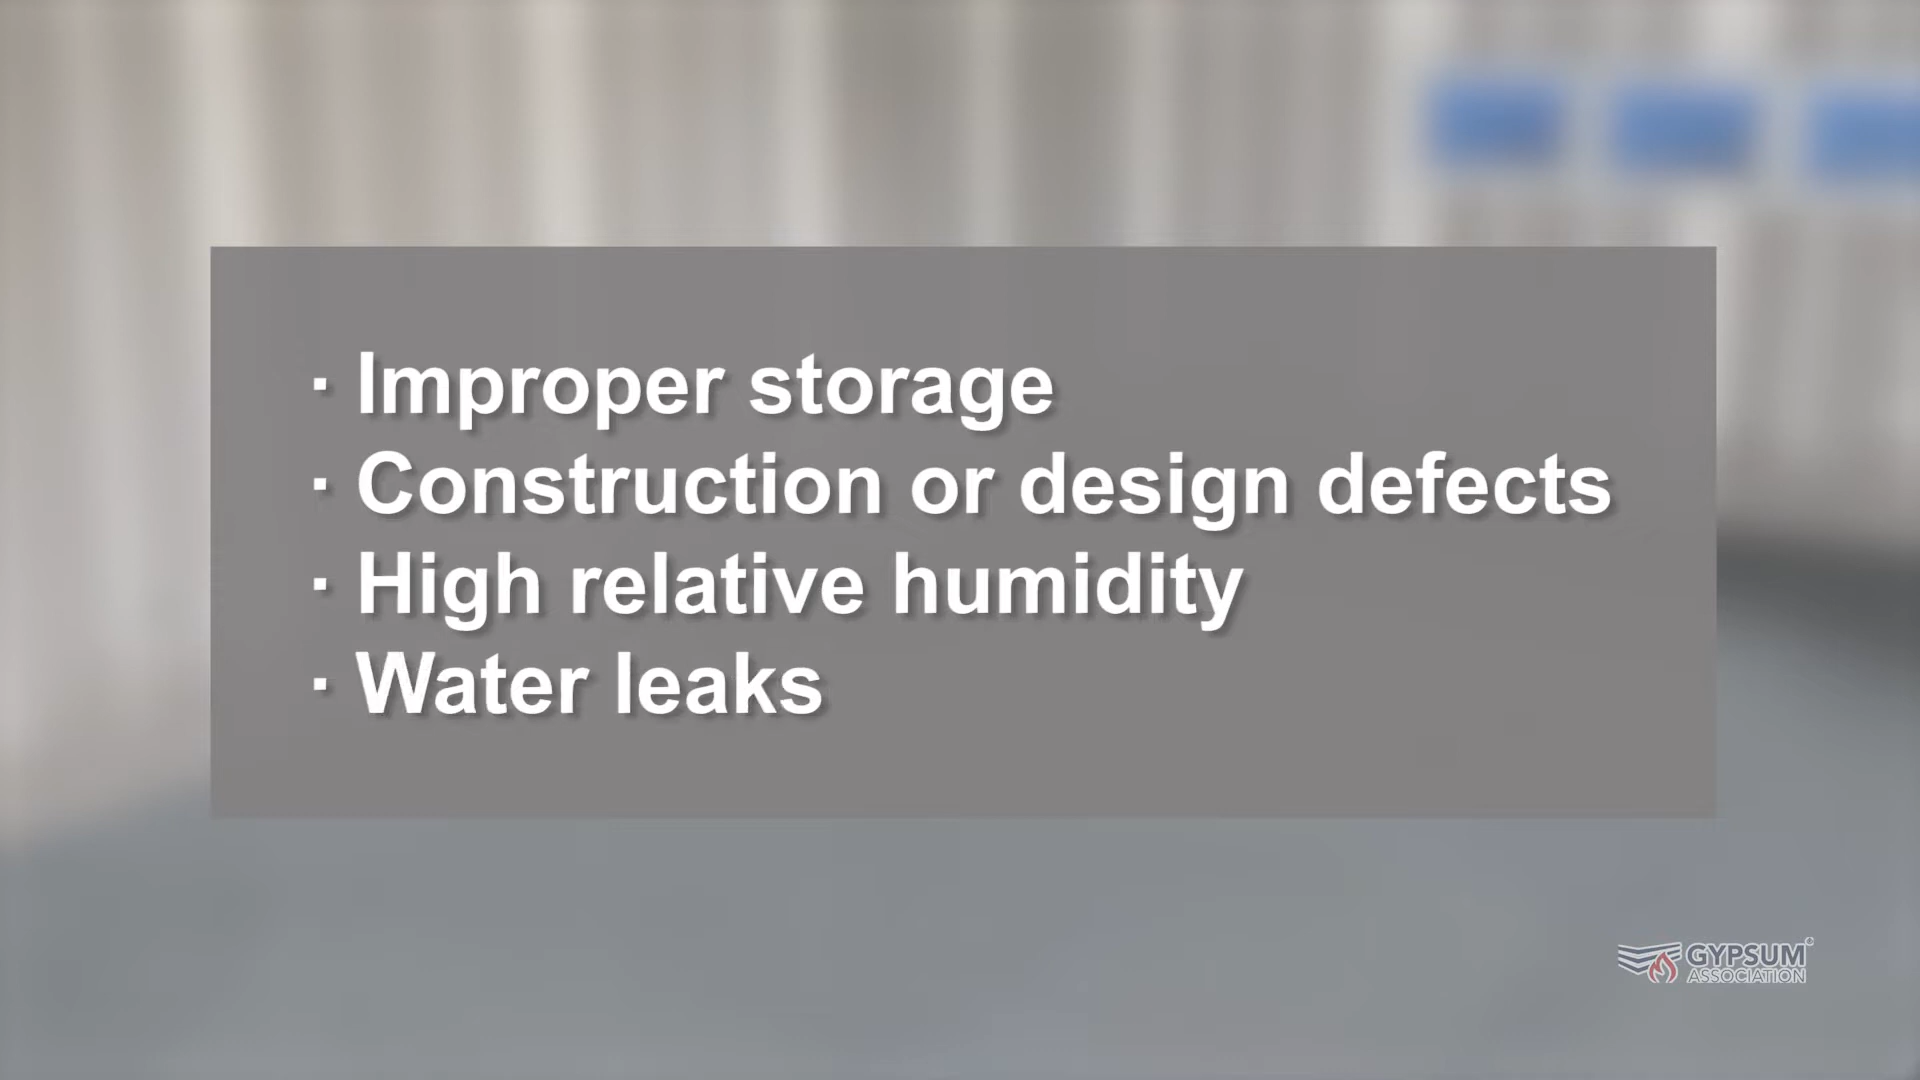 · Improper storage
· Construction or design defects
· High relative humidity
· Water leaks
GYPSUM
ASSOCIATION